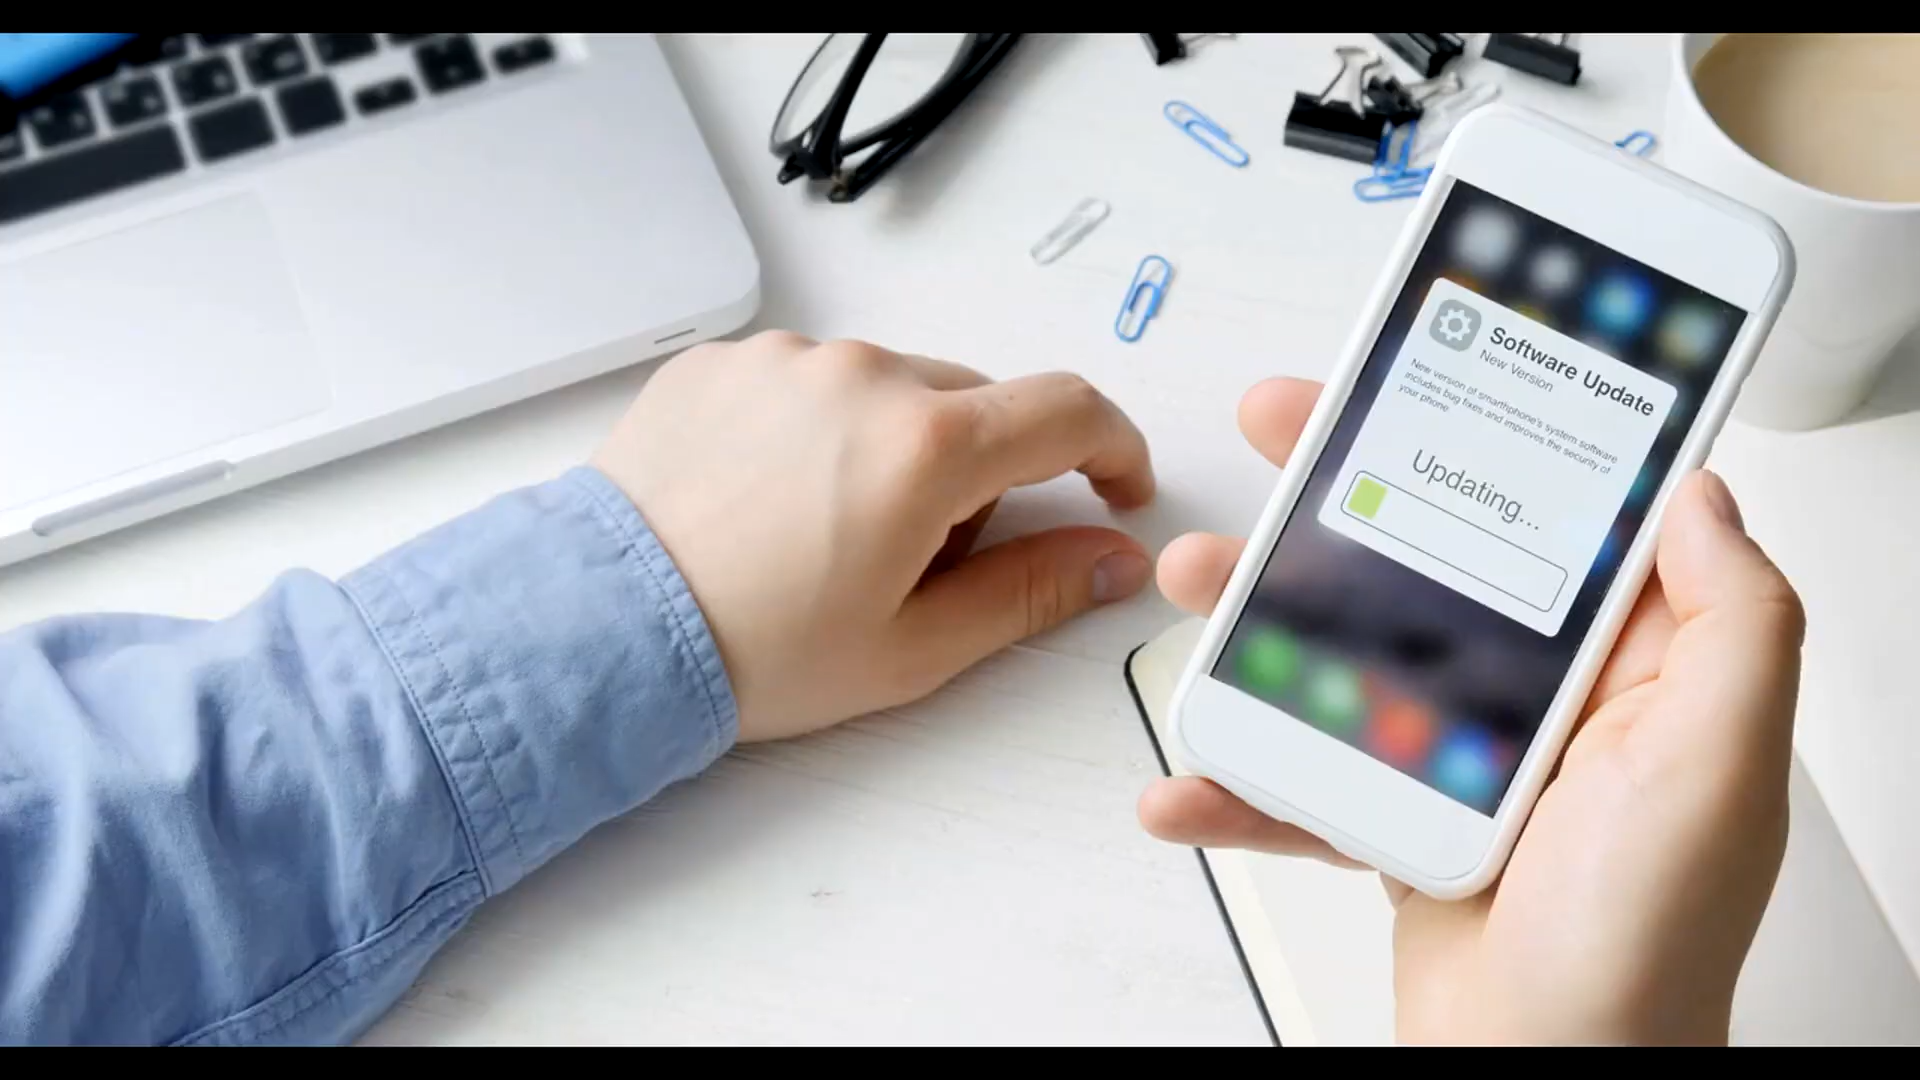 Software Update
New Version
New version of smarthphone's system software
includes bug fixes and improves the security of
your phone
Updating...